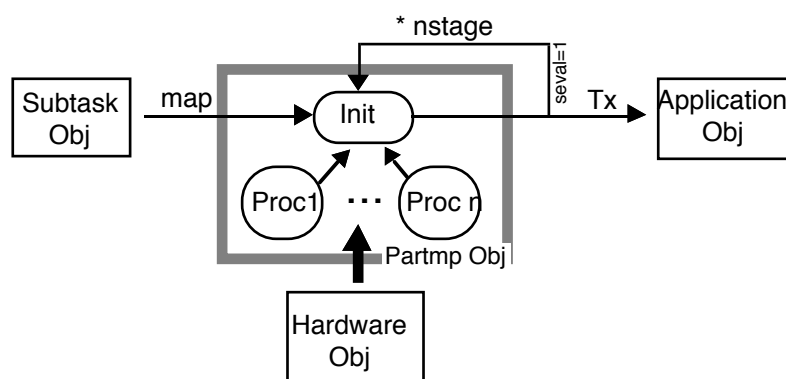 * nstage
seval=1
Subtask
Obj
map
Init
Tx
Application
Obj
Proc1
...
Proc n
Partmp Obj
Hardware
Obj